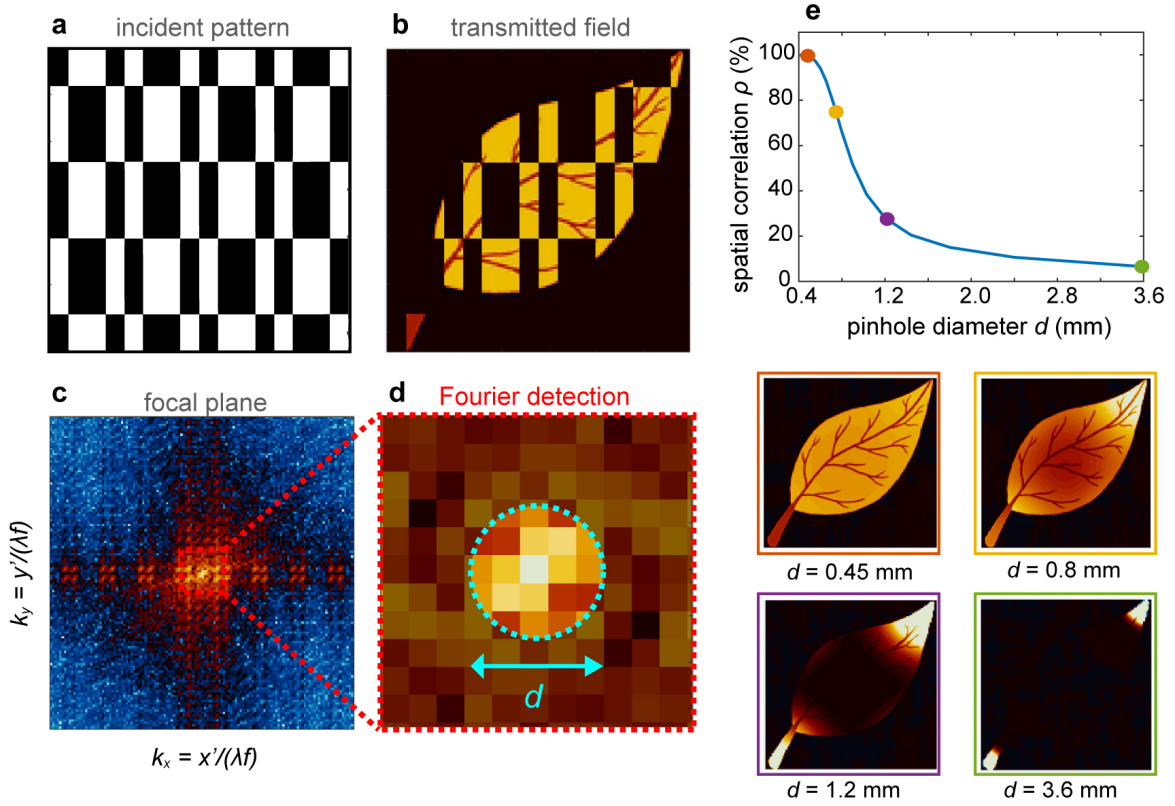 a incident pattern
b transmitted field
c focal plane
k_y = y'/(λf)
k_x = x'/(λf)
d Fourier detection
d
e
spatial correlation ρ (%)
100
80
60
40
20
0
0.4 1.2 2.0 2.8 3.6
pinhole diameter d (mm)
d = 0.45 mm
d = 0.8 mm
d = 1.2 mm
d = 3.6 mm